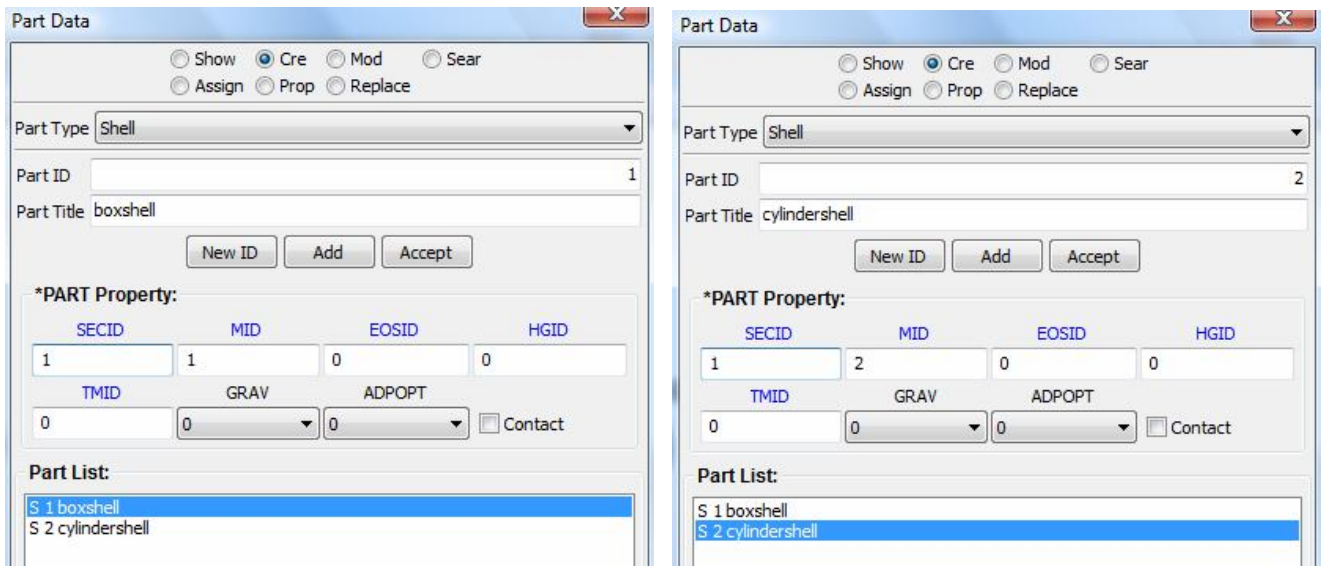 Part Data
Show Cre Mod Sear
Assign Prop Replace
Part Type Shell
Part ID 1
Part Title boxshell
New ID Add Accept
*PART Property:
SECID MID EOSID HGID
1 1 0 0
TMID GRAV ADPOPT
0 0 0 Contact
Part List:
S 1 boxshell
S 2 cylindershell
Part Data
Show Cre Mod Sear
Assign Prop Replace
Part Type Shell
Part ID 2
Part Title cylindershell
New ID Add Accept
*PART Property:
SECID MID EOSID HGID
1 2 0 0
TMID GRAV ADPOPT
0 0 0 Contact
Part List:
S 1 boxshell
S 2 cylindershell